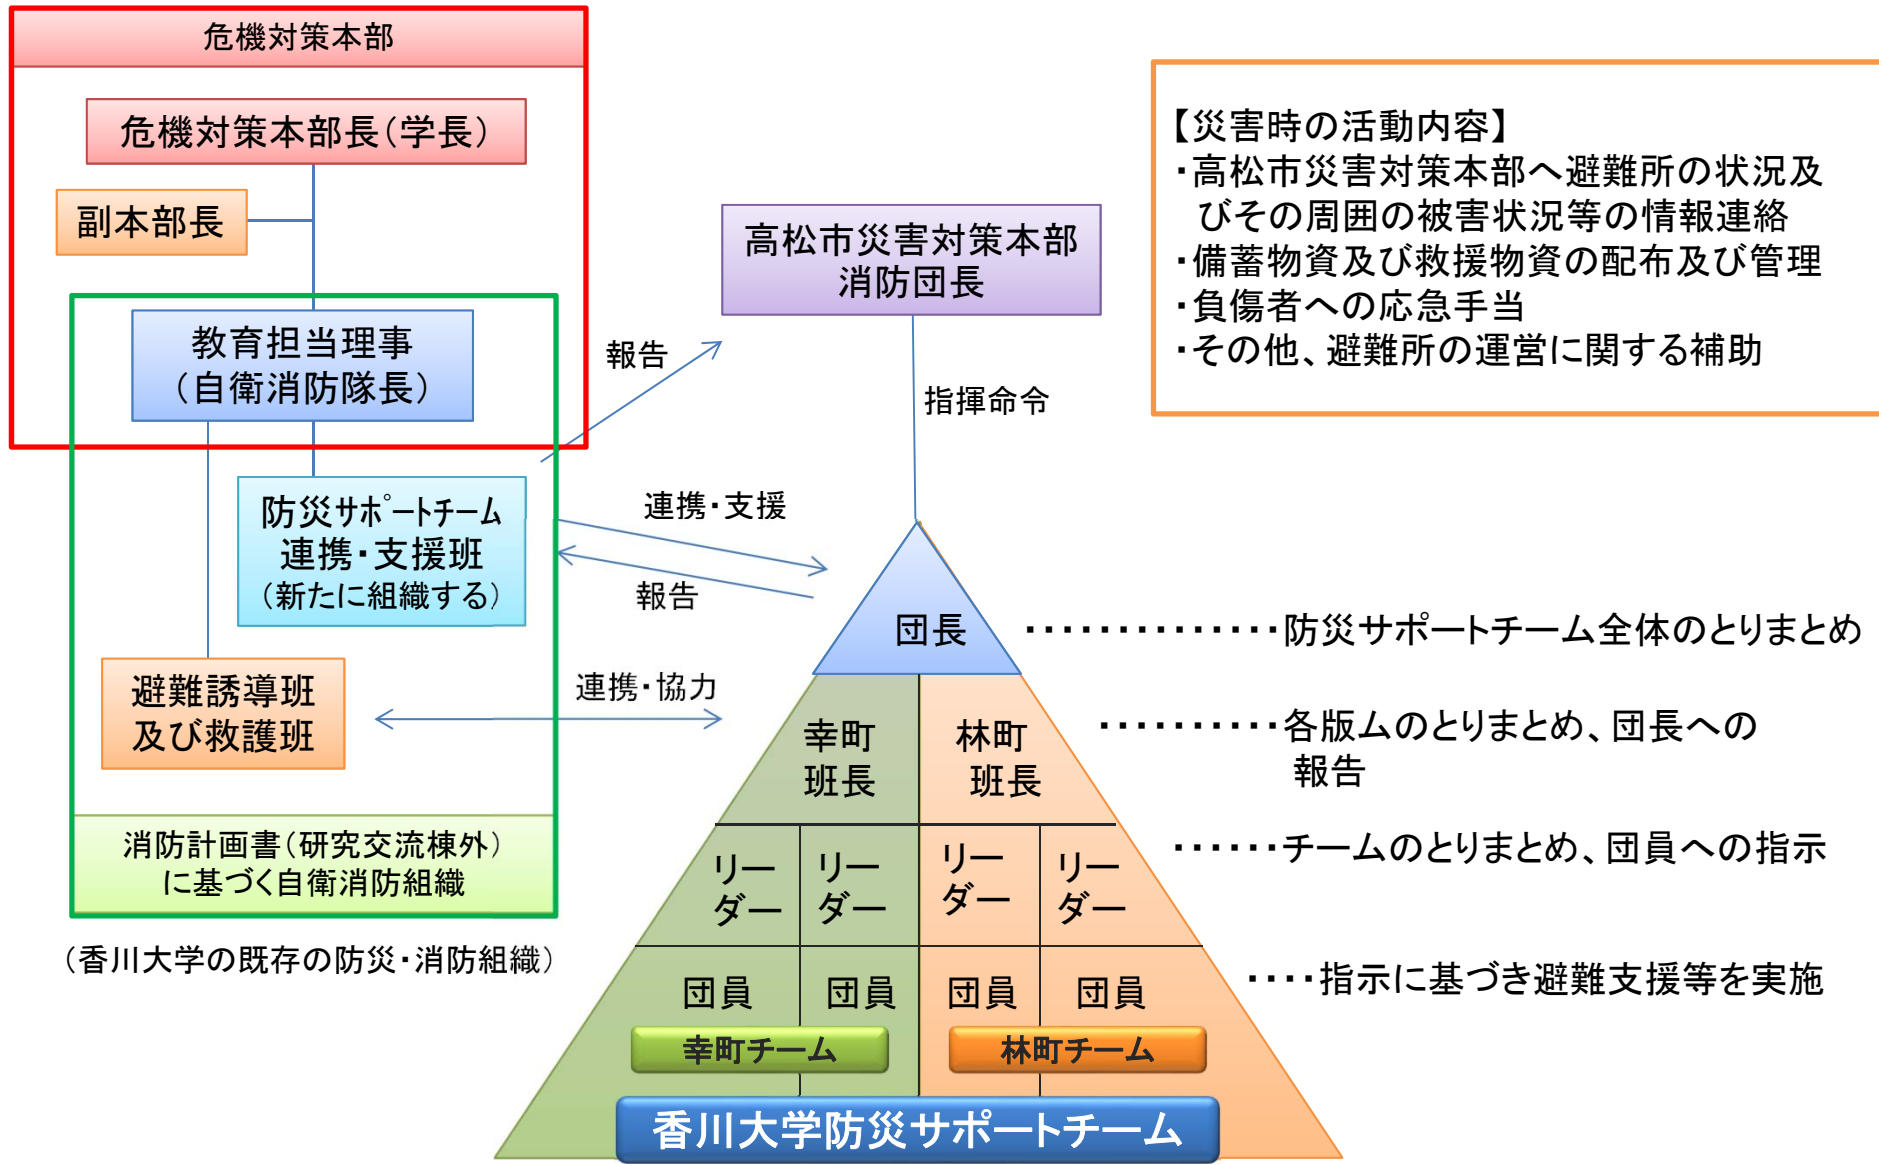 危機対策本部
危機対策本部長(学長)
副本部長
教育担当理事
(自衛消防隊長)
防災ｻﾎﾟｰﾄﾁｰﾑ
連携・支援班
(新たに組織する)
避難誘導班
及び救護班
消防計画書(研究交流棟外)
に基づく自衛消防組織
(香川大学の既存の防災・消防組織)
高松市災害対策本部
消防団長
報告
指揮命令
連携・支援
報告
連携・協力
【災害時の活動内容】
・高松市災害対策本部へ避難所の状況及
びその周囲の被害状況等の情報連絡
・備蓄物資及び救援物資の配布及び管理
・負傷者への応急手当
・その他、避難所の運営に関する補助
団長
・・・・・・・・・・・・・・防災サポートチーム全体のとりまとめ
幸町
班長
林町
班長
・・・・・・・・・・各版ムのとりまとめ、団長への
報告
リー
ダー
リー
ダー
リー
ダー
リー
ダー
・・・・・・チームのとりまとめ、団員への指示
団員
団員
団員
団員
・・・・指示に基づき避難支援等を実施
幸町チーム
林町チーム
香川大学防災サポートチーム